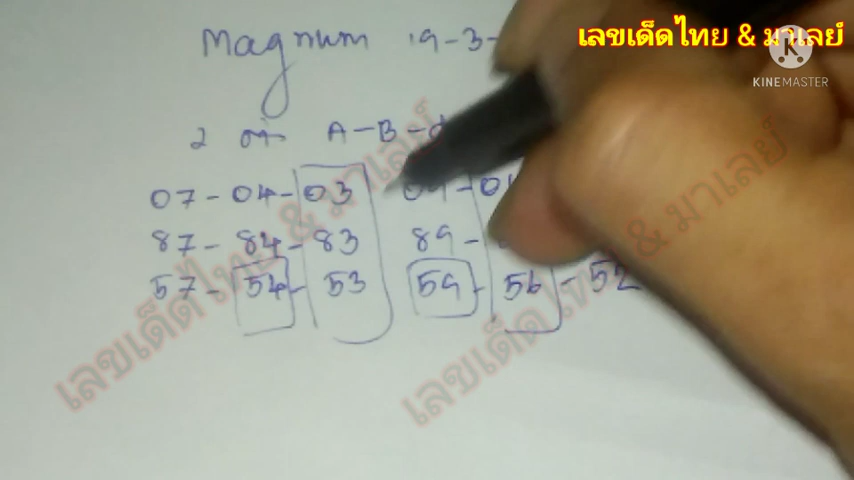 เลขเด็ดไทย & มาเลย์
K
KINEMASTER
Magnum 19-3-
2 ตัว A-B-
07-04-03 09-
87-84-83 89-
57-54-53 59-56-52
เลขเด็ดไทย & มาเลย์
เลขเด็ดไทย & มาเลย์